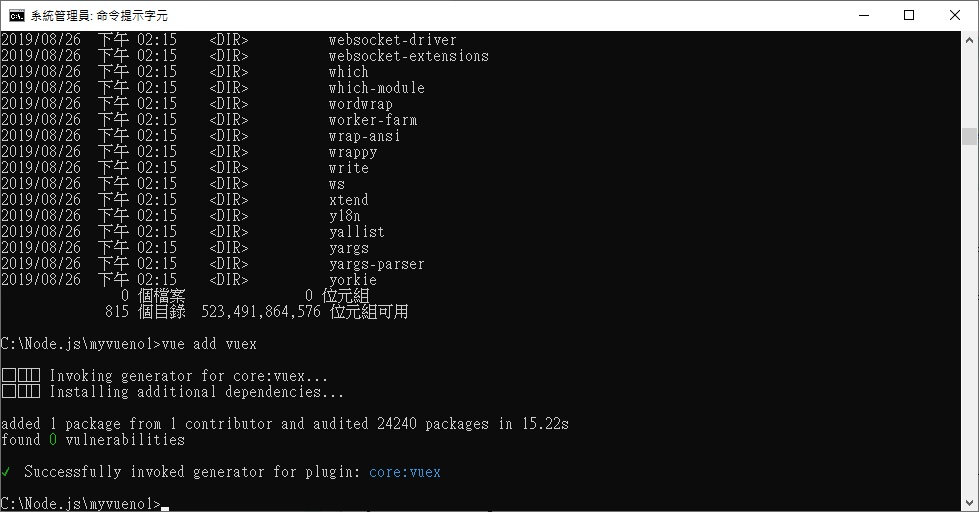 系統管理員: 命令提示字元
2019/08/26 下午 02:15 <DIR> websocket-driver
2019/08/26 下午 02:15 <DIR> websocket-extensions
2019/08/26 下午 02:15 <DIR> which
2019/08/26 下午 02:15 <DIR> which-module
2019/08/26 下午 02:15 <DIR> wordwrap
2019/08/26 下午 02:15 <DIR> worker-farm
2019/08/26 下午 02:15 <DIR> wrap-ansi
2019/08/26 下午 02:15 <DIR> wrappy
2019/08/26 下午 02:15 <DIR> write
2019/08/26 下午 02:15 <DIR> ws
2019/08/26 下午 02:15 <DIR> xtend
2019/08/26 下午 02:15 <DIR> y18n
2019/08/26 下午 02:15 <DIR> yallist
2019/08/26 下午 02:15 <DIR> yargs
2019/08/26 下午 02:15 <DIR> yargs-parser
2019/08/26 下午 02:15 <DIR> yorkie
0 個檔案 0 位元組
815 個目錄 523,491,864,576 位元組可用
C:\Node.js\myvueno1>vue add vuex
Invoking generator for core:vuex...
Installing additional dependencies...
added 1 package from 1 contributor and audited 24240 packages in 15.22s
found 0 vulnerabilities
✔ Successfully invoked generator for plugin: core:vuex
C:\Node.js\myvueno1>